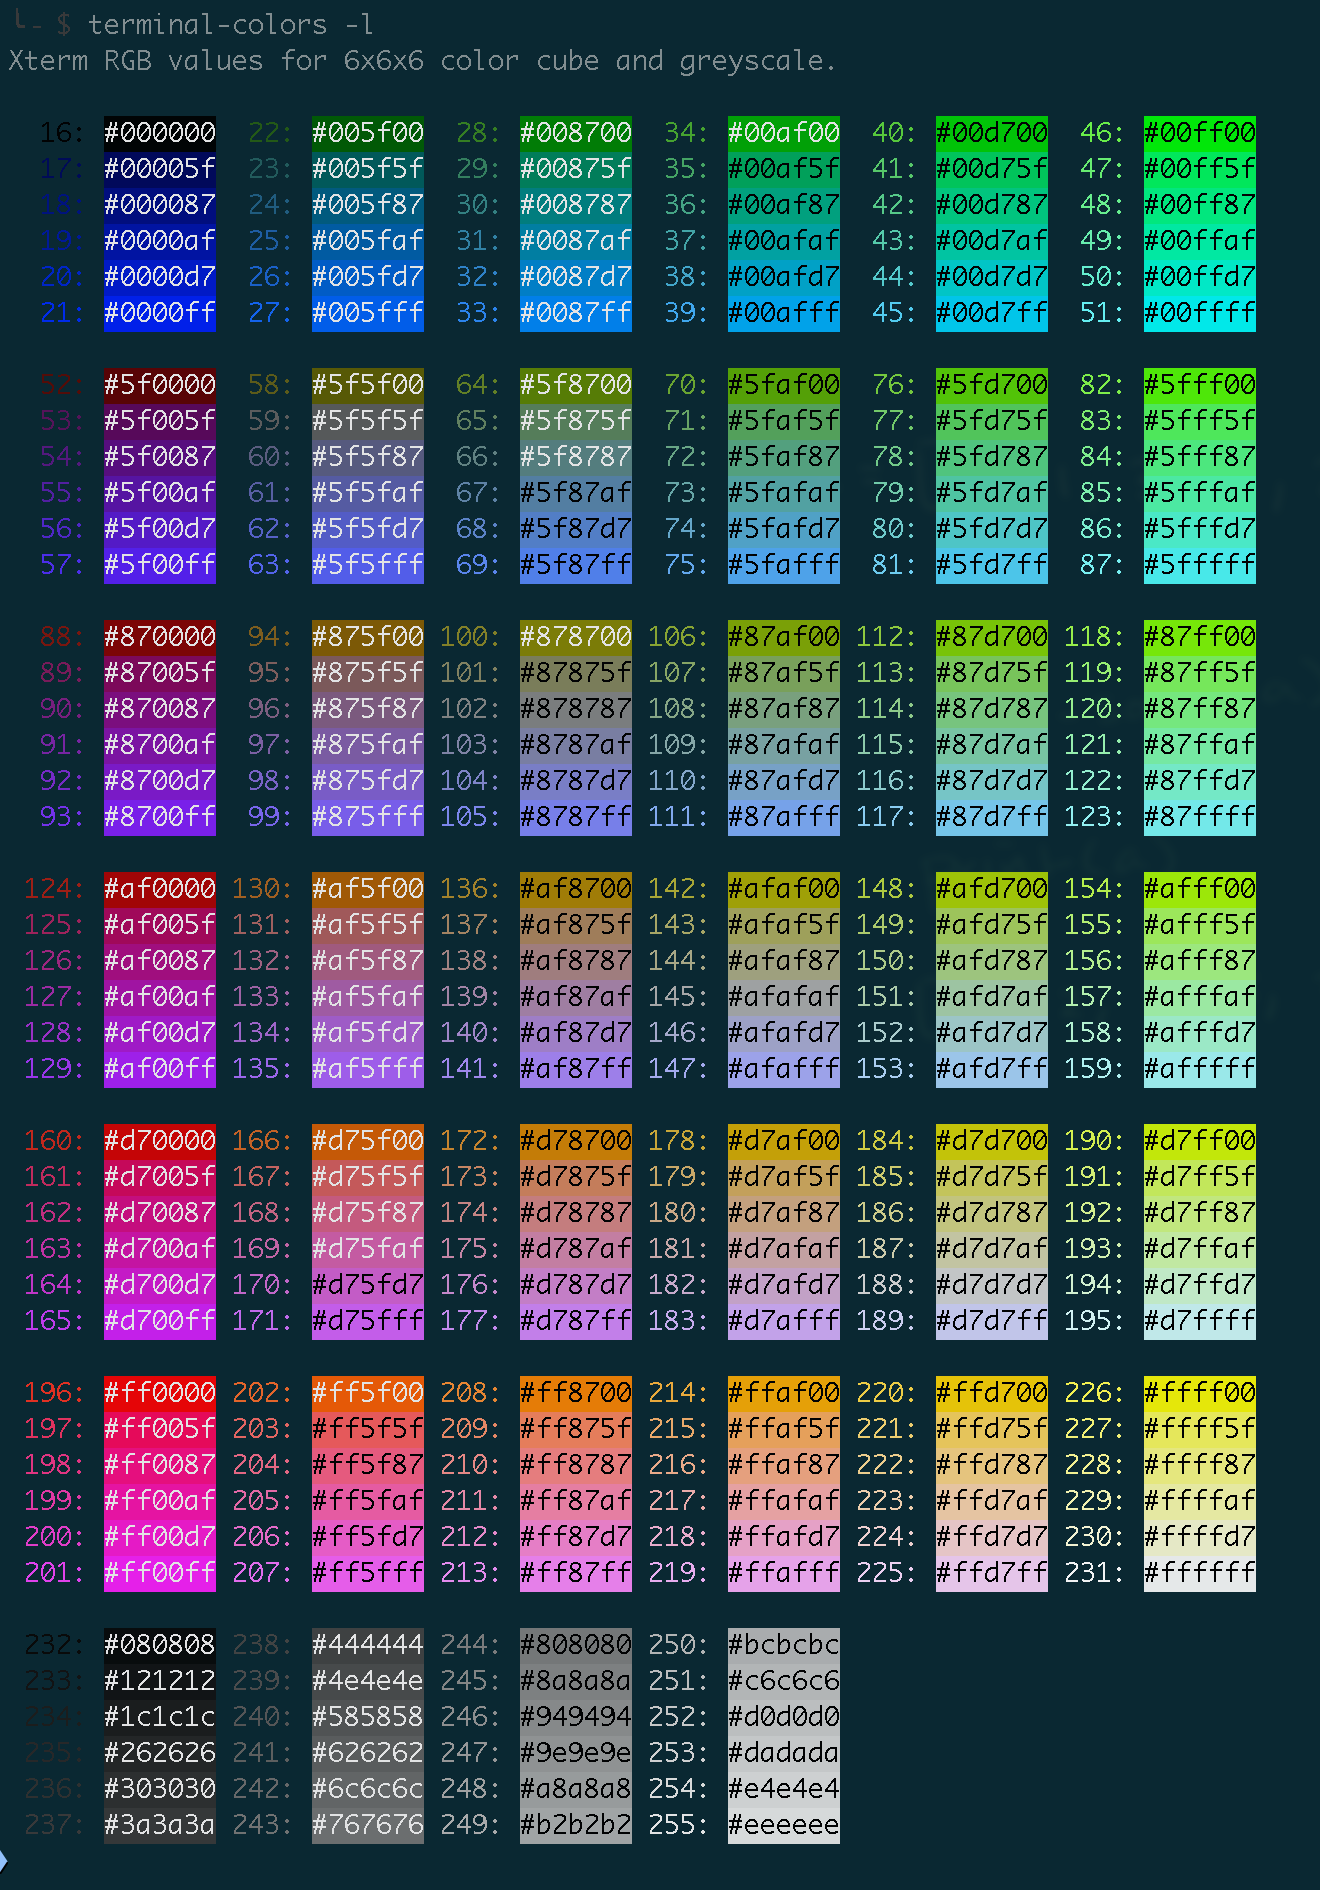 ╰- $ terminal-colors -l
Xterm RGB values for 6x6x6 color cube and greyscale.
16: #000000 22: #005f00 28: #008700 34: #00af00 40: #00d700 46: #00ff00
17: #00005f 23: #005f5f 29: #00875f 35: #00af5f 41: #00d75f 47: #00ff5f
18: #000087 24: #005f87 30: #008787 36: #00af87 42: #00d787 48: #00ff87
19: #0000af 25: #005faf 31: #0087af 37: #00afaf 43: #00d7af 49: #00ffaf
20: #0000d7 26: #005fd7 32: #0087d7 38: #00afd7 44: #00d7d7 50: #00ffd7
21: #0000ff 27: #005fff 33: #0087ff 39: #00afff 45: #00d7ff 51: #00ffff
52: #5f0000 58: #5f5f00 64: #5f8700 70: #5faf00 76: #5fd700 82: #5fff00
53: #5f005f 59: #5f5f5f 65: #5f875f 71: #5faf5f 77: #5fd75f 83: #5fff5f
54: #5f0087 60: #5f5f87 66: #5f8787 72: #5faf87 78: #5fd787 84: #5fff87
55: #5f00af 61: #5f5faf 67: #5f87af 73: #5fafaf 79: #5fd7af 85: #5fffaf
56: #5f00d7 62: #5f5fd7 68: #5f87d7 74: #5fafd7 80: #5fd7d7 86: #5fffd7
57: #5f00ff 63: #5f5fff 69: #5f87ff 75: #5fafff 81: #5fd7ff 87: #5fffff
88: #870000 94: #875f00 100: #878700 106: #87af00 112: #87d700 118: #87ff00
89: #87005f 95: #875f5f 101: #87875f 107: #87af5f 113: #87d75f 119: #87ff5f
90: #870087 96: #875f87 102: #878787 108: #87af87 114: #87d787 120: #87ff87
91: #8700af 97: #875faf 103: #8787af 109: #87afaf 115: #87d7af 121: #87ffaf
92: #8700d7 98: #875fd7 104: #8787d7 110: #87afd7 116: #87d7d7 122: #87ffd7
93: #8700ff 99: #875fff 105: #8787ff 111: #87afff 117: #87d7ff 123: #87ffff
124: #af0000 130: #af5f00 136: #af8700 142: #afaf00 148: #afd700 154: #afff00
125: #af005f 131: #af5f5f 137: #af875f 143: #afaf5f 149: #afd75f 155: #afff5f
126: #af0087 132: #af5f87 138: #af8787 144: #afaf87 150: #afd787 156: #afff87
127: #af00af 133: #af5faf 139: #af87af 145: #afafaf 151: #afd7af 157: #afffaf
128: #af00d7 134: #af5fd7 140: #af87d7 146: #afafd7 152: #afd7d7 158: #afffd7
129: #af00ff 135: #af5fff 141: #af87ff 147: #afafff 153: #afd7ff 159: #afffff
160: #d70000 166: #d75f00 172: #d78700 178: #d7af00 184: #d7d700 190: #d7ff00
161: #d7005f 167: #d75f5f 173: #d7875f 179: #d7af5f 185: #d7d75f 191: #d7ff5f
162: #d70087 168: #d75f87 174: #d78787 180: #d7af87 186: #d7d787 192: #d7ff87
163: #d700af 169: #d75faf 175: #d787af 181: #d7afaf 187: #d7d7af 193: #d7ffaf
164: #d700d7 170: #d75fd7 176: #d787d7 182: #d7afd7 188: #d7d7d7 194: #d7ffd7
165: #d700ff 171: #d75fff 177: #d787ff 183: #d7afff 189: #d7d7ff 195: #d7ffff
196: #ff0000 202: #ff5f00 208: #ff8700 214: #ffaf00 220: #ffd700 226: #ffff00
197: #ff005f 203: #ff5f5f 209: #ff875f 215: #ffaf5f 221: #ffd75f 227: #ffff5f
198: #ff0087 204: #ff5f87 210: #ff8787 216: #ffaf87 222: #ffd787 228: #ffff87
199: #ff00af 205: #ff5faf 211: #ff87af 217: #ffafaf 223: #ffd7af 229: #ffffaf
200: #ff00d7 206: #ff5fd7 212: #ff87d7 218: #ffafd7 224: #ffd7d7 230: #ffffd7
201: #ff00ff 207: #ff5fff 213: #ff87ff 219: #ffafff 225: #ffd7ff 231: #ffffff
232: #080808 238: #444444 244: #808080 250: #bcbcbc
233: #121212 239: #4e4e4e 245: #8a8a8a 251: #c6c6c6
234: #1c1c1c 240: #585858 246: #949494 252: #d0d0d0
235: #262626 241: #626262 247: #9e9e9e 253: #dadada
236: #303030 242: #6c6c6c 248: #a8a8a8 254: #e4e4e4
237: #3a3a3a 243: #767676 249: #b2b2b2 255: #eeeeee